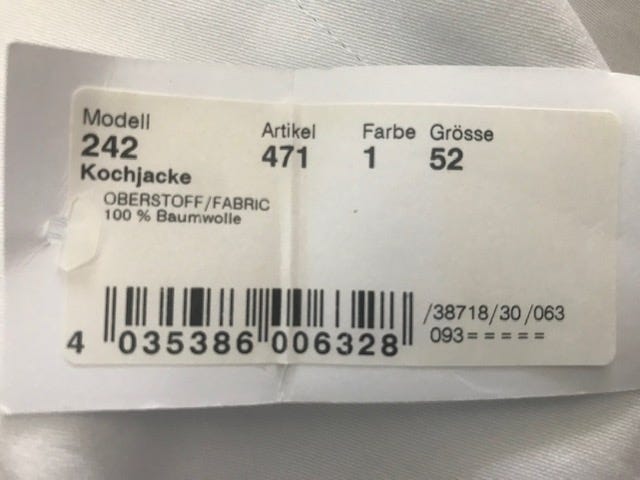 Modell Artikel Farbe Grösse
242 471 1 52
Kochjacke
OBERSTOFF/FABRIC
100 % Baumwolle
/38718/30/063
4 035386 006328 093=====